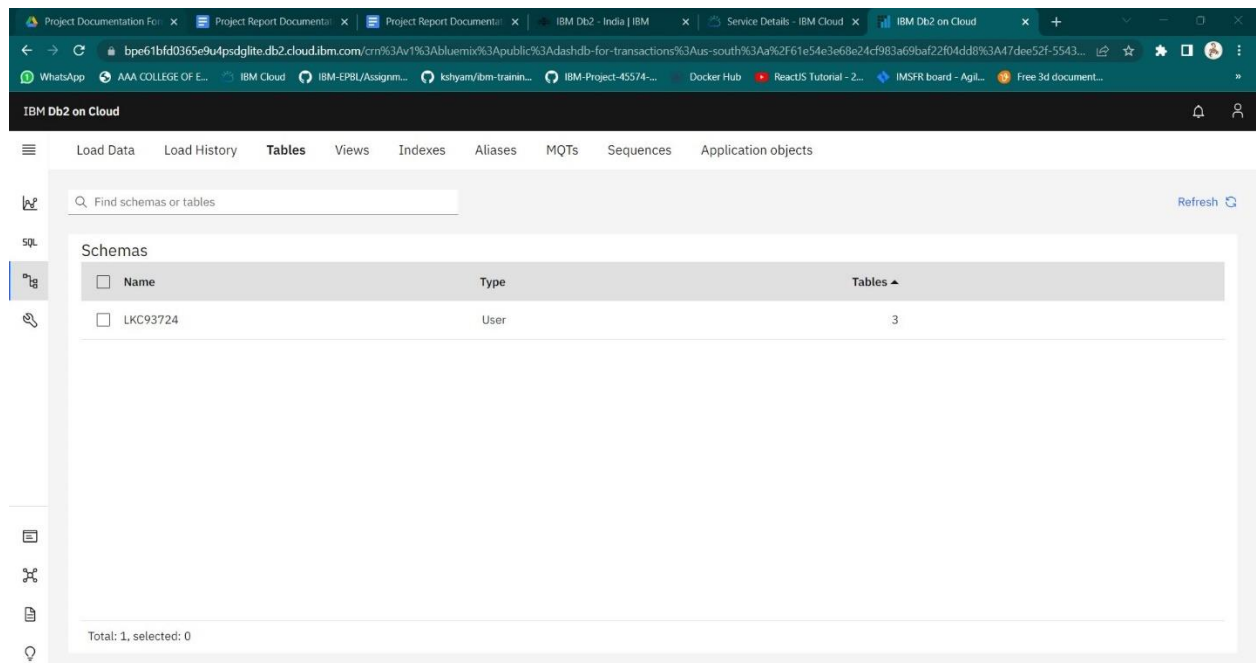 Project Documentation For Project Report Documentat Project Report Documentat IBM Db2 - India | IBM Service Details - IBM Cloud IBM Db2 on Cloud
bpe61bfd0365e9u4psdglite.db2.cloud.ibm.com/crn%3Av1%3Abluemix%3Apublic%3Adashdb-for-transactions%3Aus-south%3Aa%2F61e54e3e68e24cf983a69baf22f04dd8%3A47dee52f-5543...
WhatsApp AAA COLLEGE OF E... IBM Cloud IBM-EPBL/Assignm... kshyam/ibm-trainin... IBM-Project-45574-... Docker Hub ReactJS Tutorial - 2... IMSFR board - Agil... Free 3d document... »
IBM Db2 on Cloud
Load Data Load History Tables Views Indexes Aliases MQTs Sequences Application objects
Find schemas or tables Refresh
SQL
Schemas
Name Type Tables
LKC93724 User 3
Total: 1, selected: 0